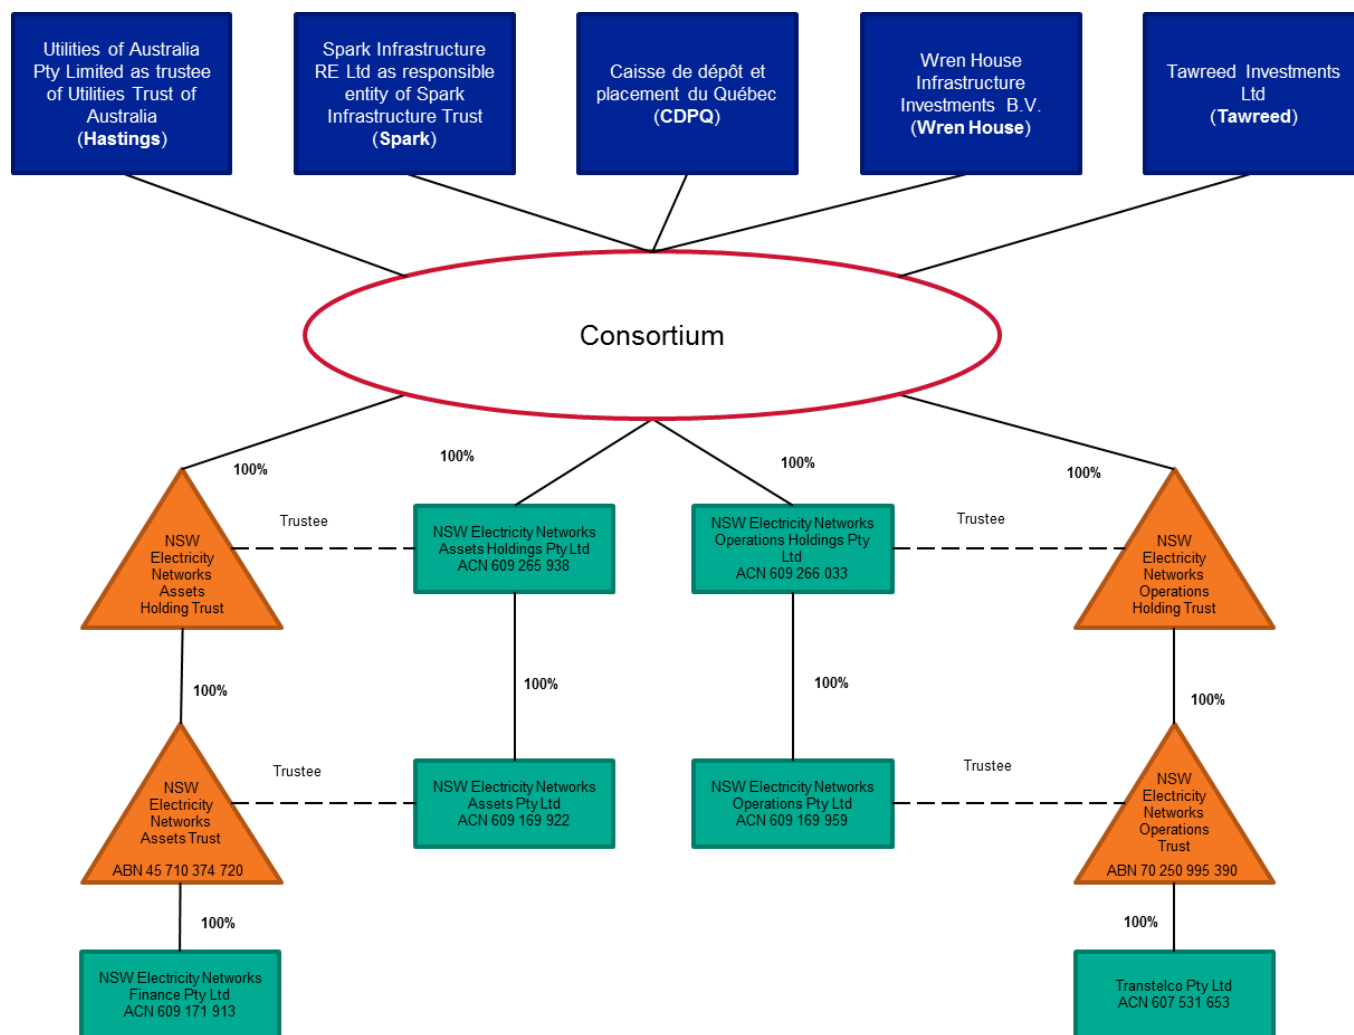 Utilities of Australia
Pty Limited as trustee
of Utilities Trust of
Australia
(Hastings)
Spark Infrastructure
RE Ltd as responsible
entity of Spark
Infrastructure Trust
(Spark)
Caisse de dépôt et
placement du Québec
(CDPQ)
Wren House
Infrastructure
Investments B.V.
(Wren House)
Tawreed Investments
Ltd
(Tawreed)
Consortium
100%
100%
100%
100%
NSW
Electricity
Networks
Assets
Holding Trust
Trustee
NSW Electricity Networks
Assets Holdings Pty Ltd
ACN 609 265 938
NSW Electricity Networks
Operations Holdings Pty
Ltd
ACN 609 266 033
Trustee
NSW
Electricity
Networks
Operations
Holding Trust
100%
100%
100%
100%
NSW
Electricity
Networks
Assets Trust
ABN 45 710 374 720
Trustee
NSW Electricity Networks
Assets Pty Ltd
ACN 609 169 922
NSW Electricity Networks
Operations Pty Ltd
ACN 609 169 959
Trustee
NSW
Electricity
Networks
Operations
Trust
ABN 70 250 995 390
100%
100%
NSW Electricity Networks
Finance Pty Ltd
ACN 609 171 913
Transtelco Pty Ltd
ACN 607 531 653